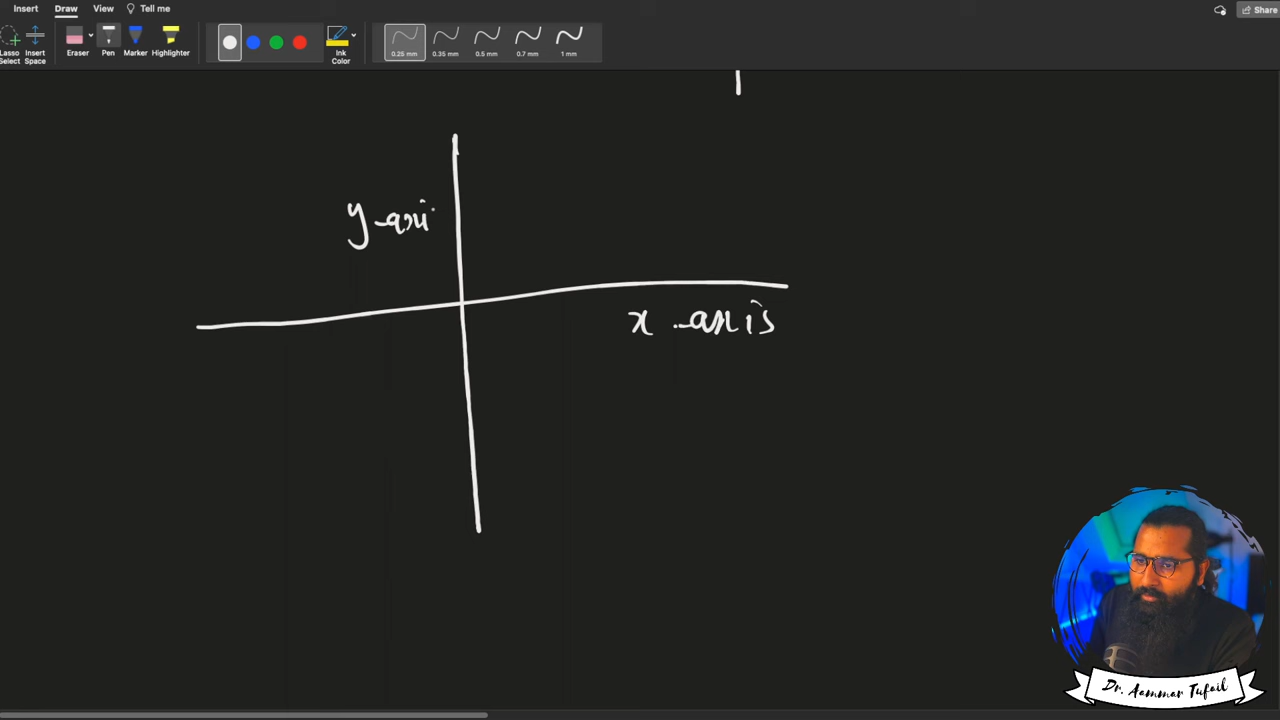 Insert Draw View Tell me
Share
Lasso Select
Insert Space
Eraser
Pen
Marker
Highlighter
Ink Color
0.25 mm
0.35 mm
0.5 mm
0.7 mm
1 mm
y-axi
x-axis
Dr. Aammar Tufail